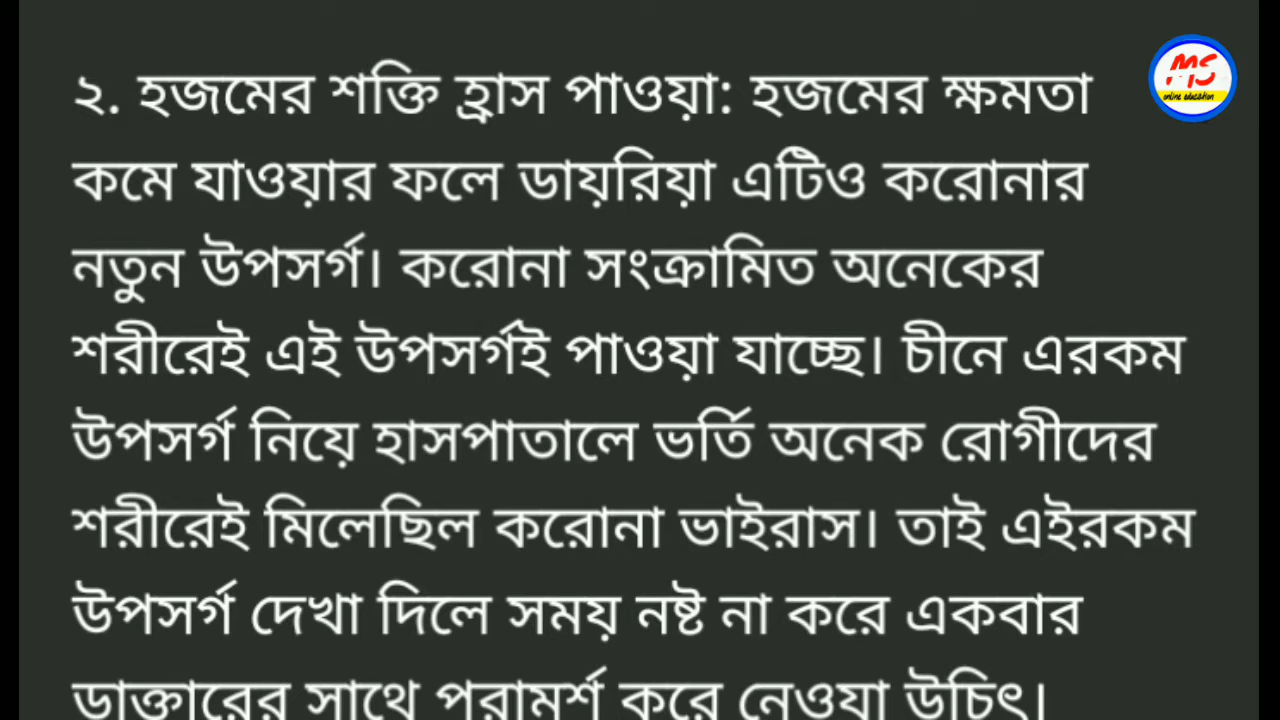 ২. হজমের শক্তি হ্রাস পাওয়া: হজমের ক্ষমতা
কমে যাওয়ার ফলে ডায়রিয়া এটিও করোনার
নতুন উপসর্গ। করোনা সংক্রামিত অনেকের
শরীরেই এই উপসর্গই পাওয়া যাচ্ছে। চীনে এরকম
উপসর্গ নিয়ে হাসপাতালে ভর্তি অনেক রোগীদের
শরীরেই মিলেছিল করোনা ভাইরাস। তাই এইরকম
উপসর্গ দেখা দিলে সময় নষ্ট না করে একবার
ডাক্তারের সাথে পরামর্শ করে নেওয়া উচিৎ।
MS
online education